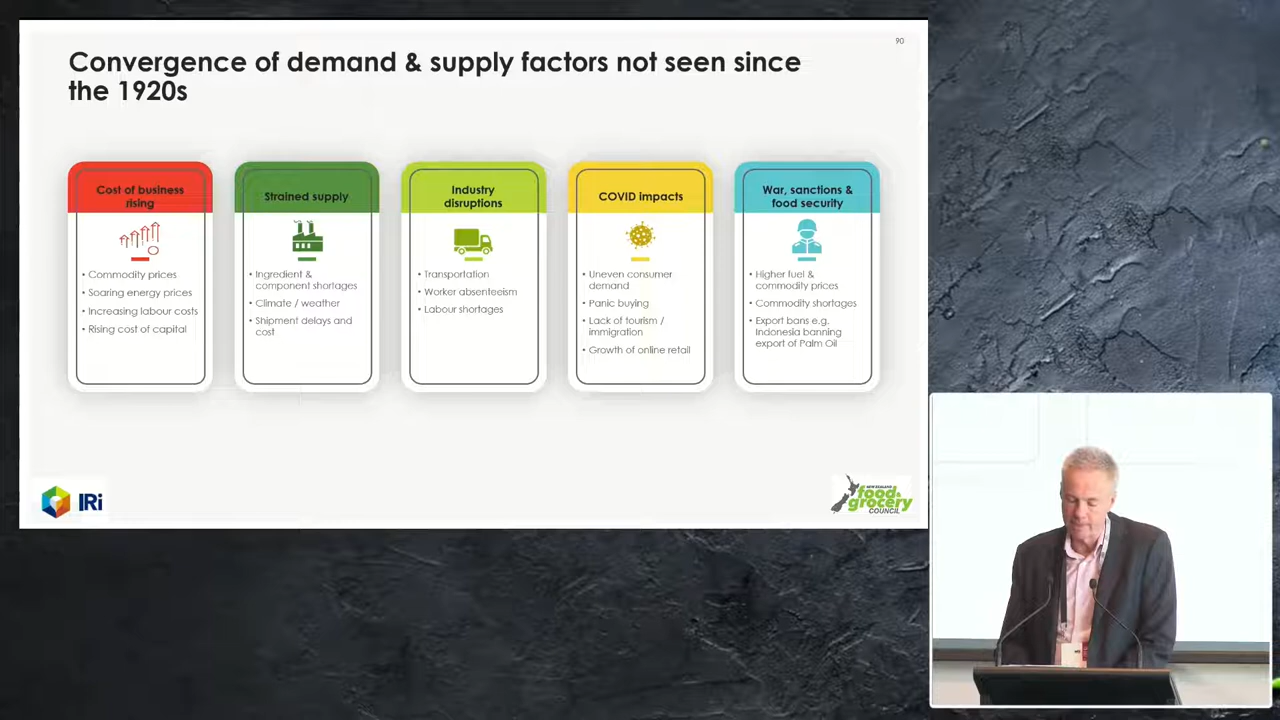 90
Convergence of demand & supply factors not seen since
the 1920s
Cost of business
rising
• Commodity prices
• Soaring energy prices
• Increasing labour costs
• Rising cost of capital
Strained supply
• Ingredient &
component shortages
• Climate / weather
• Shipment delays and
cost
Industry
disruptions
• Transportation
• Worker absenteeism
• Labour shortages
COVID impacts
• Uneven consumer
demand
• Panic buying
• Lack of tourism /
immigration
• Growth of online retail
War, sanctions &
food security
• Higher fuel &
commodity prices
• Commodity shortages
• Export bans e.g.
Indonesia banning
export of Palm Oil
IRi
NEW ZEALAND
food&
grocery
COUNCIL